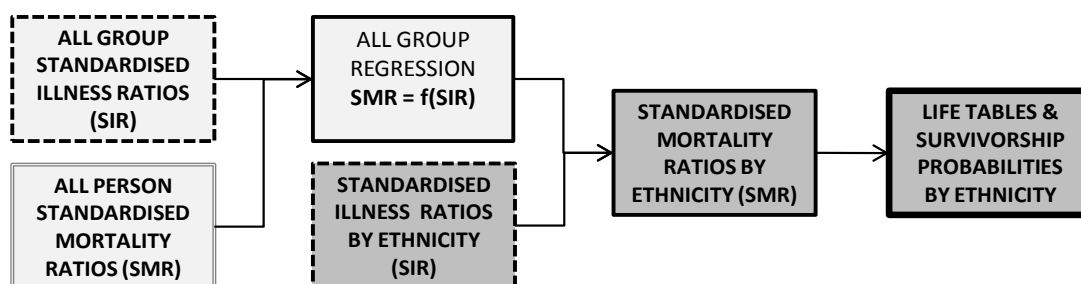 ALL GROUP
STANDARDISED
ILLNESS RATIOS
(SIR)
ALL PERSON
STANDARDISED
MORTALITY
RATIOS (SMR)
ALL GROUP
REGRESSION
SMR = f(SIR)
STANDARDISED
ILLNESS RATIOS
BY ETHNICITY
(SIR)
STANDARDISED
MORTALITY
RATIOS BY
ETHNICITY (SMR)
LIFE TABLES &
SURVIVORSHIP
PROBABILITIES
BY ETHNICITY